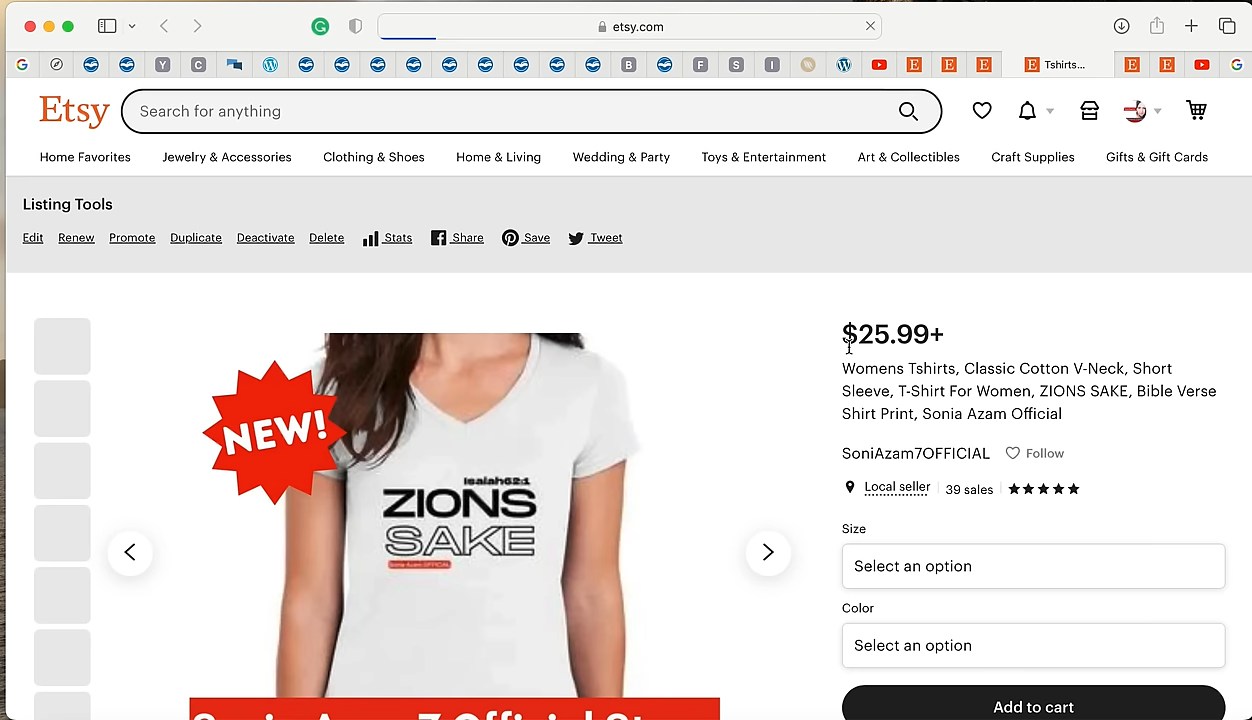 etsy.com
Y
C
B
F
S
I
E
E
E
E Tshirts...
E
E
Etsy
Search for anything
Home Favorites
Jewelry & Accessories
Clothing & Shoes
Home & Living
Wedding & Party
Toys & Entertainment
Art & Collectibles
Craft Supplies
Gifts & Gift Cards
Listing Tools
Edit Renew Promote Duplicate Deactivate Delete Stats Share Save Tweet
NEW!
Isaiah62:1
ZIONS
SAKE
Sonia Azam OFFICIAL
$25.99+
Womens Tshirts, Classic Cotton V-Neck, Short
Sleeve, T-Shirt For Women, ZIONS SAKE, Bible Verse
Shirt Print, Sonia Azam Official
SoniAzam7OFFICIAL Follow
Local seller 39 sales
Size
Select an option
Color
Select an option
Add to cart